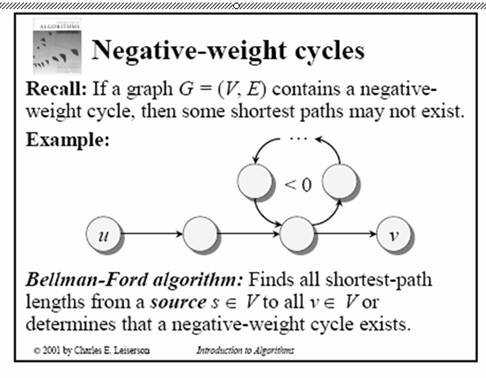 ALGORITHMS
Negative-weight cycles
Recall: If a graph G = (V, E) contains a negative-
weight cycle, then some shortest paths may not exist.
Example:
...
< 0
u
v
Bellman-Ford algorithm: Finds all shortest-path
lengths from a source s ∈ V to all v ∈ V or
determines that a negative-weight cycle exists.
© 2001 by Charles E. Leiserson
Introduction to Algorithms